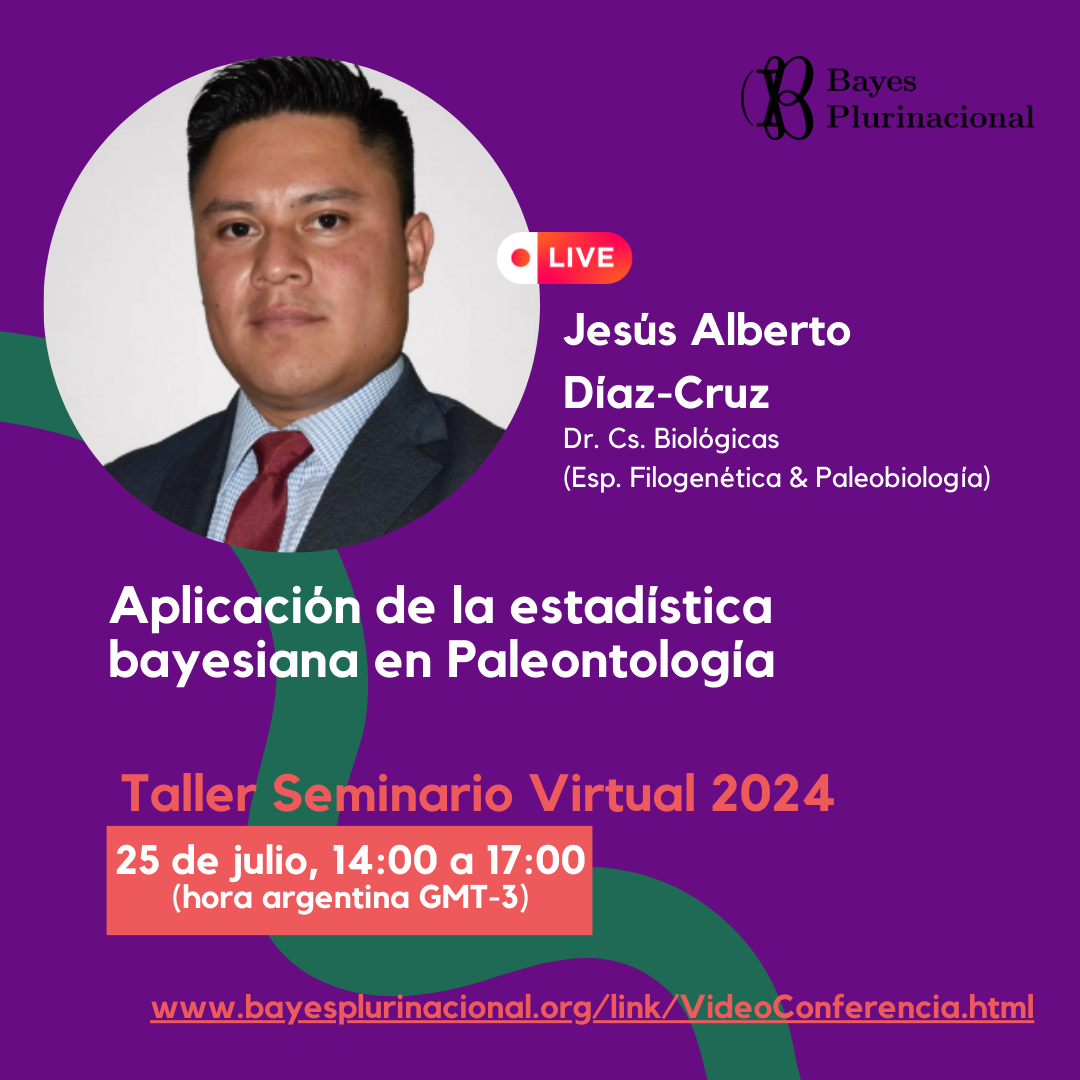 Bayes
Plurinacional
LIVE
Jesús Alberto
Díaz-Cruz
Dr. Cs. Biológicas
(Esp. Filogenética & Paleobiología)
Aplicación de la estadística
bayesiana en Paleontología
Taller Seminario Virtual 2024
25 de julio, 14:00 a 17:00
(hora argentina GMT-3)
www.bayesplurinacional.org/link/VideoConferencia.html